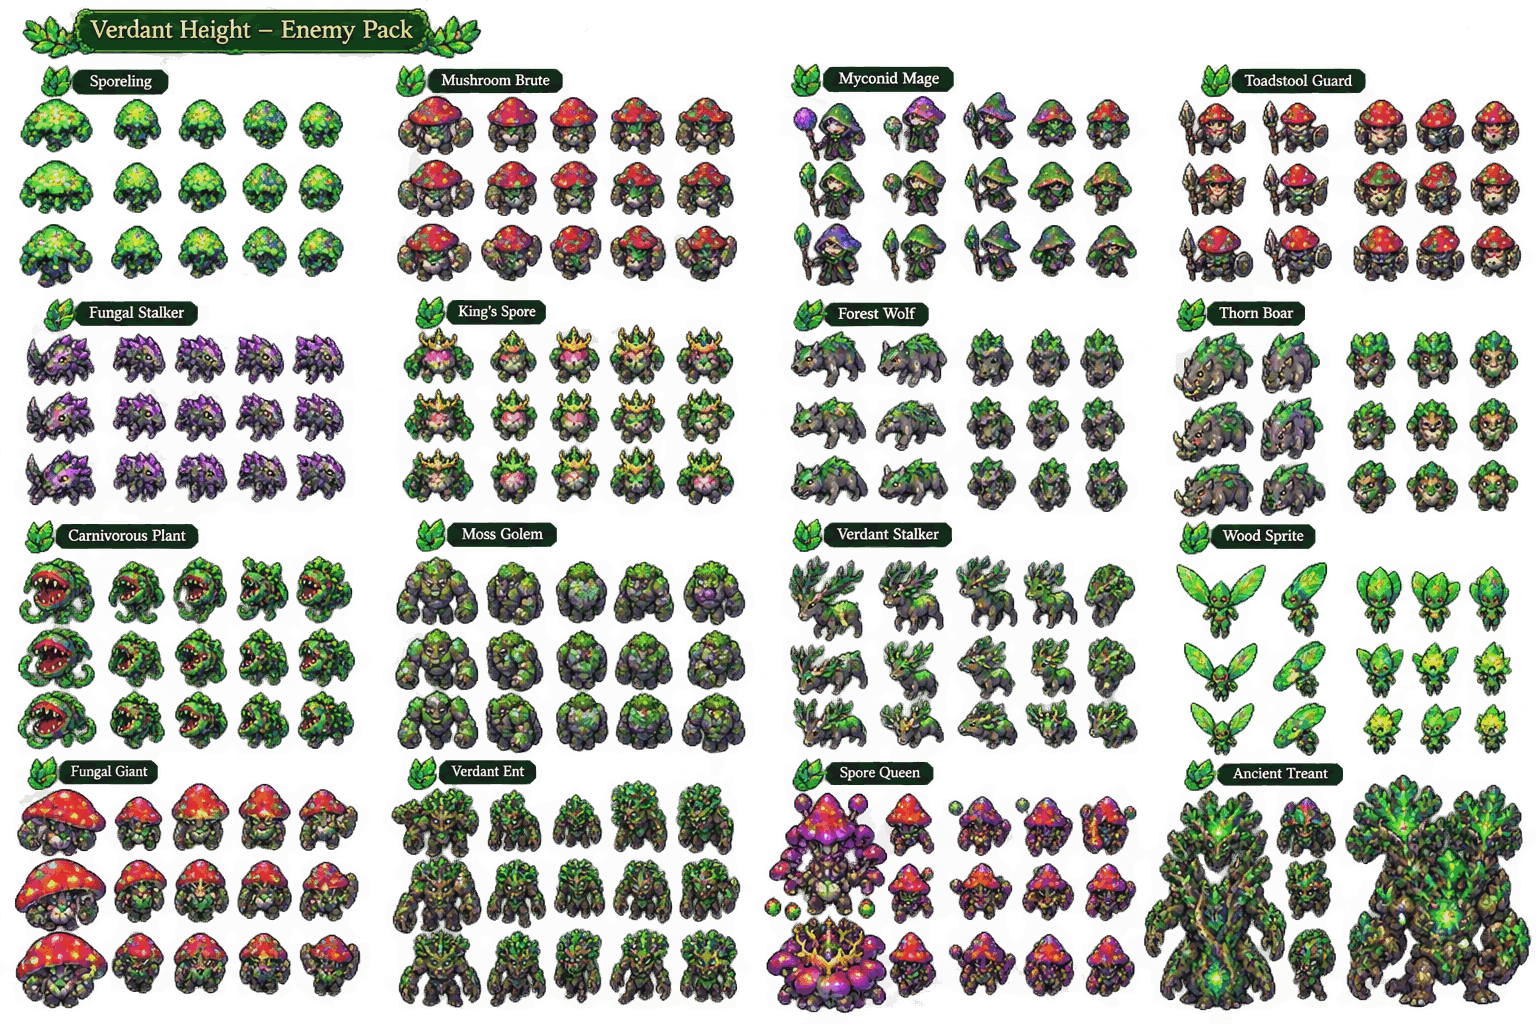 Verdant Height – Enemy Pack
Sporeling
Mushroom Brute
Myconid Mage
Toadstool Guard
Fungal Stalker
King's Spore
Forest Wolf
Thorn Boar
Carnivorous Plant
Moss Golem
Verdant Stalker
Wood Sprite
Fungal Giant
Verdant Ent
Spore Queen
Ancient Treant